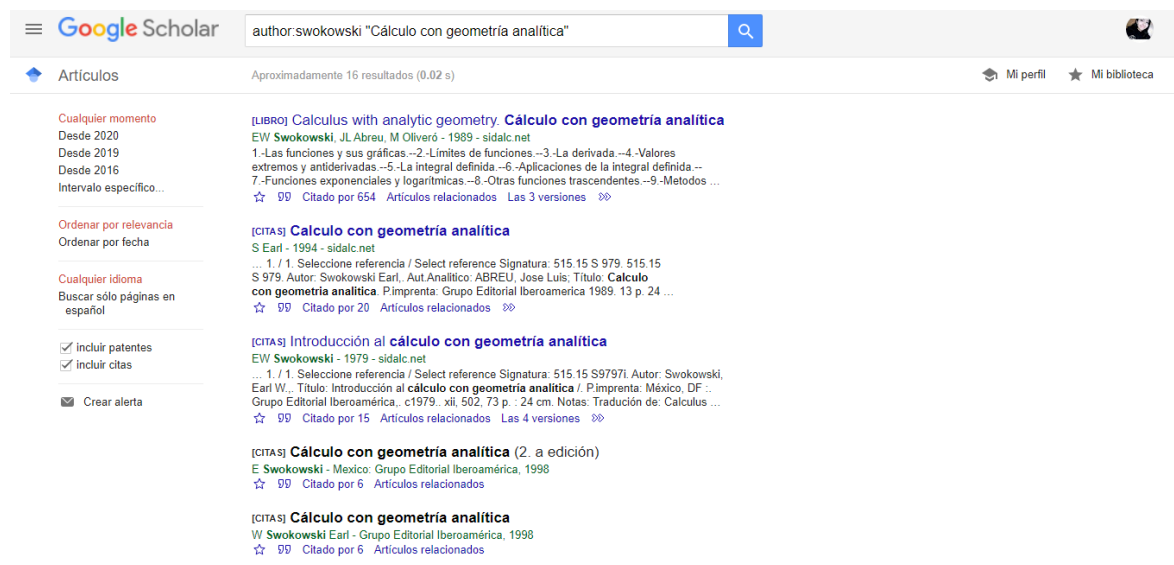 Google Scholar
author:swokowski "Cálculo con geometría analítica"
Artículos
Aproximadamente 16 resultados (0.02 s)
Mi perfil
Mi biblioteca
Cualquier momento
Desde 2020
Desde 2019
Desde 2016
Intervalo específico...
Ordenar por relevancia
Ordenar por fecha
Cualquier idioma
Buscar sólo páginas en
español
incluir patentes
incluir citas
Crear alerta
[LIBRO] Calculus with analytic geometry. Cálculo con geometría analítica
EW Swokowski, JL Abreu, M Oliveró - 1989 - sidalc.net
1.-Las funciones y sus gráficas.--2.-Límites de funciones.--3.-La derivada.--4.-Valores
extremos y antiderivadas.--5.-La integral definida.--6.-Aplicaciones de la integral definida.--
7.-Funciones exponenciales y logarítmicas.--8.-Otras funciones trascendentes.--9.-Metodos ...
Citado por 654 Artículos relacionados Las 3 versiones
[CITAS] Calculo con geometría analítica
S Earl - 1994 - sidalc.net
... 1. / 1. Seleccione referencia / Select reference Signatura: 515.15 S 979. 515.15
S 979. Autor: Swokowski Earl,. Aut.Analitico: ABREU, Jose Luis; Título: Calculo
con geometria analitica. P.imprenta: Grupo Editorial Iberoamerica 1989. 13 p. 24 ...
Citado por 20 Artículos relacionados
[CITAS] Introducción al cálculo con geometría analítica
EW Swokowski - 1979 - sidalc.net
... 1. / 1. Seleccione referencia / Select reference Signatura: 515.15 S9797i. Autor: Swokowski,
Earl W.,. Título: Introducción al cálculo con geometría analítica /. P.imprenta: México, DF :.
Grupo Editorial Iberoamérica,. c1979.. xii, 502, 73 p. : 24 cm. Notas: Tradución de: Calculus ...
Citado por 15 Artículos relacionados Las 4 versiones
[CITAS] Cálculo con geometría analítica (2. a edición)
E Swokowski - Mexico: Grupo Editorial Iberoamérica, 1998
Citado por 6 Artículos relacionados
[CITAS] Cálculo con geometría analítica
W Swokowski Earl - Grupo Editorial Iberoamérica, 1998
Citado por 6 Artículos relacionados